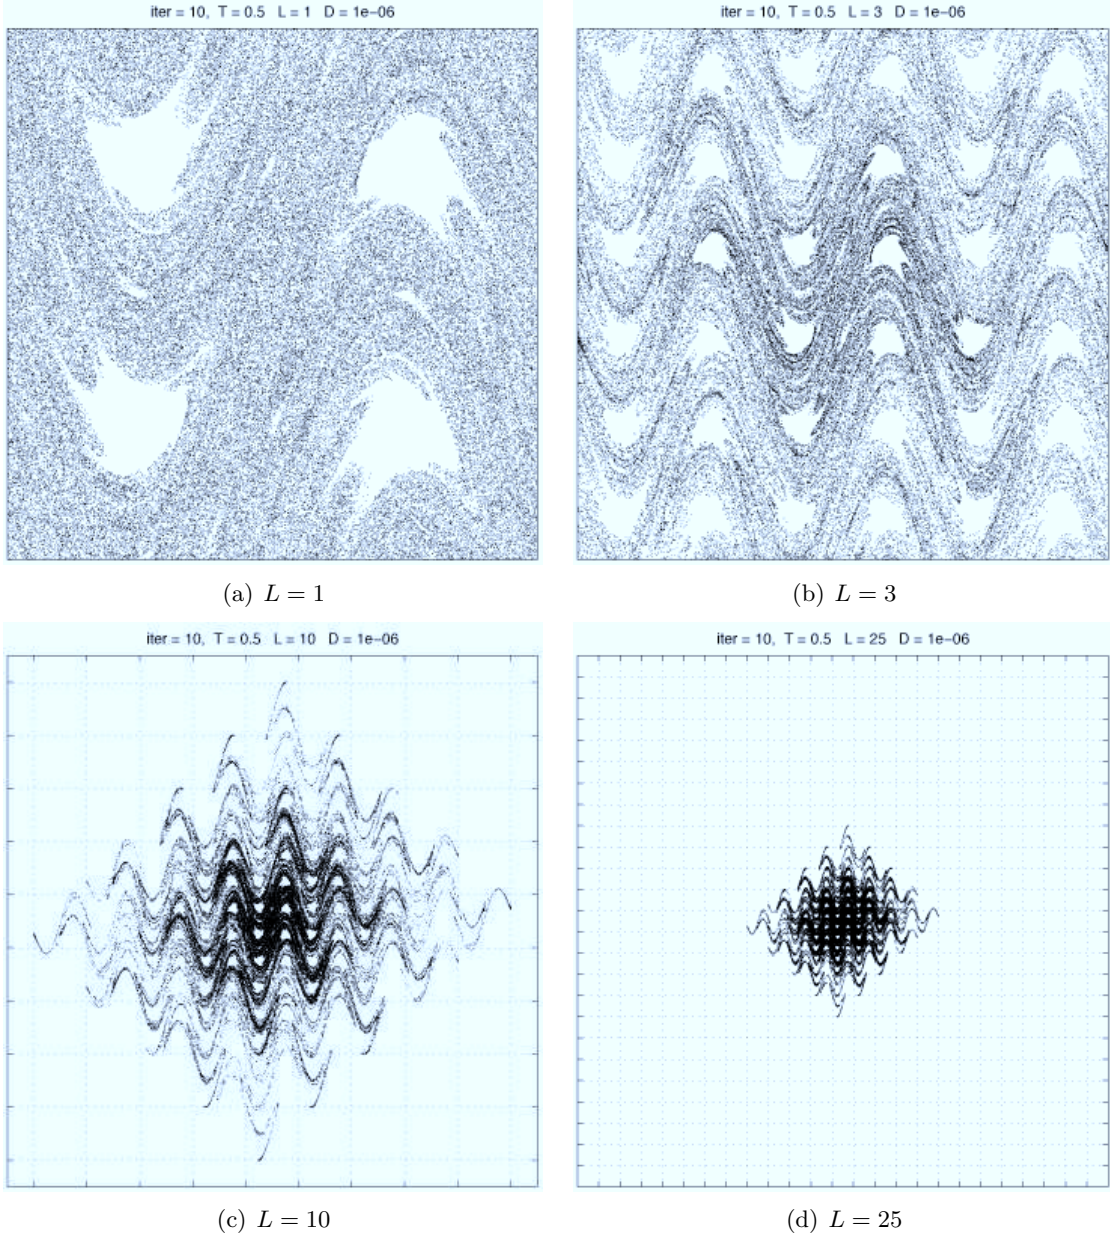 iter = 10, T = 0.5 L = 1 D = 1e−06
iter = 10, T = 0.5 L = 3 D = 1e−06
(a) L = 1
(b) L = 3
iter = 10, T = 0.5 L = 10 D = 1e−06
iter = 10, T = 0.5 L = 25 D = 1e−06
(c) L = 10
(d) L = 25